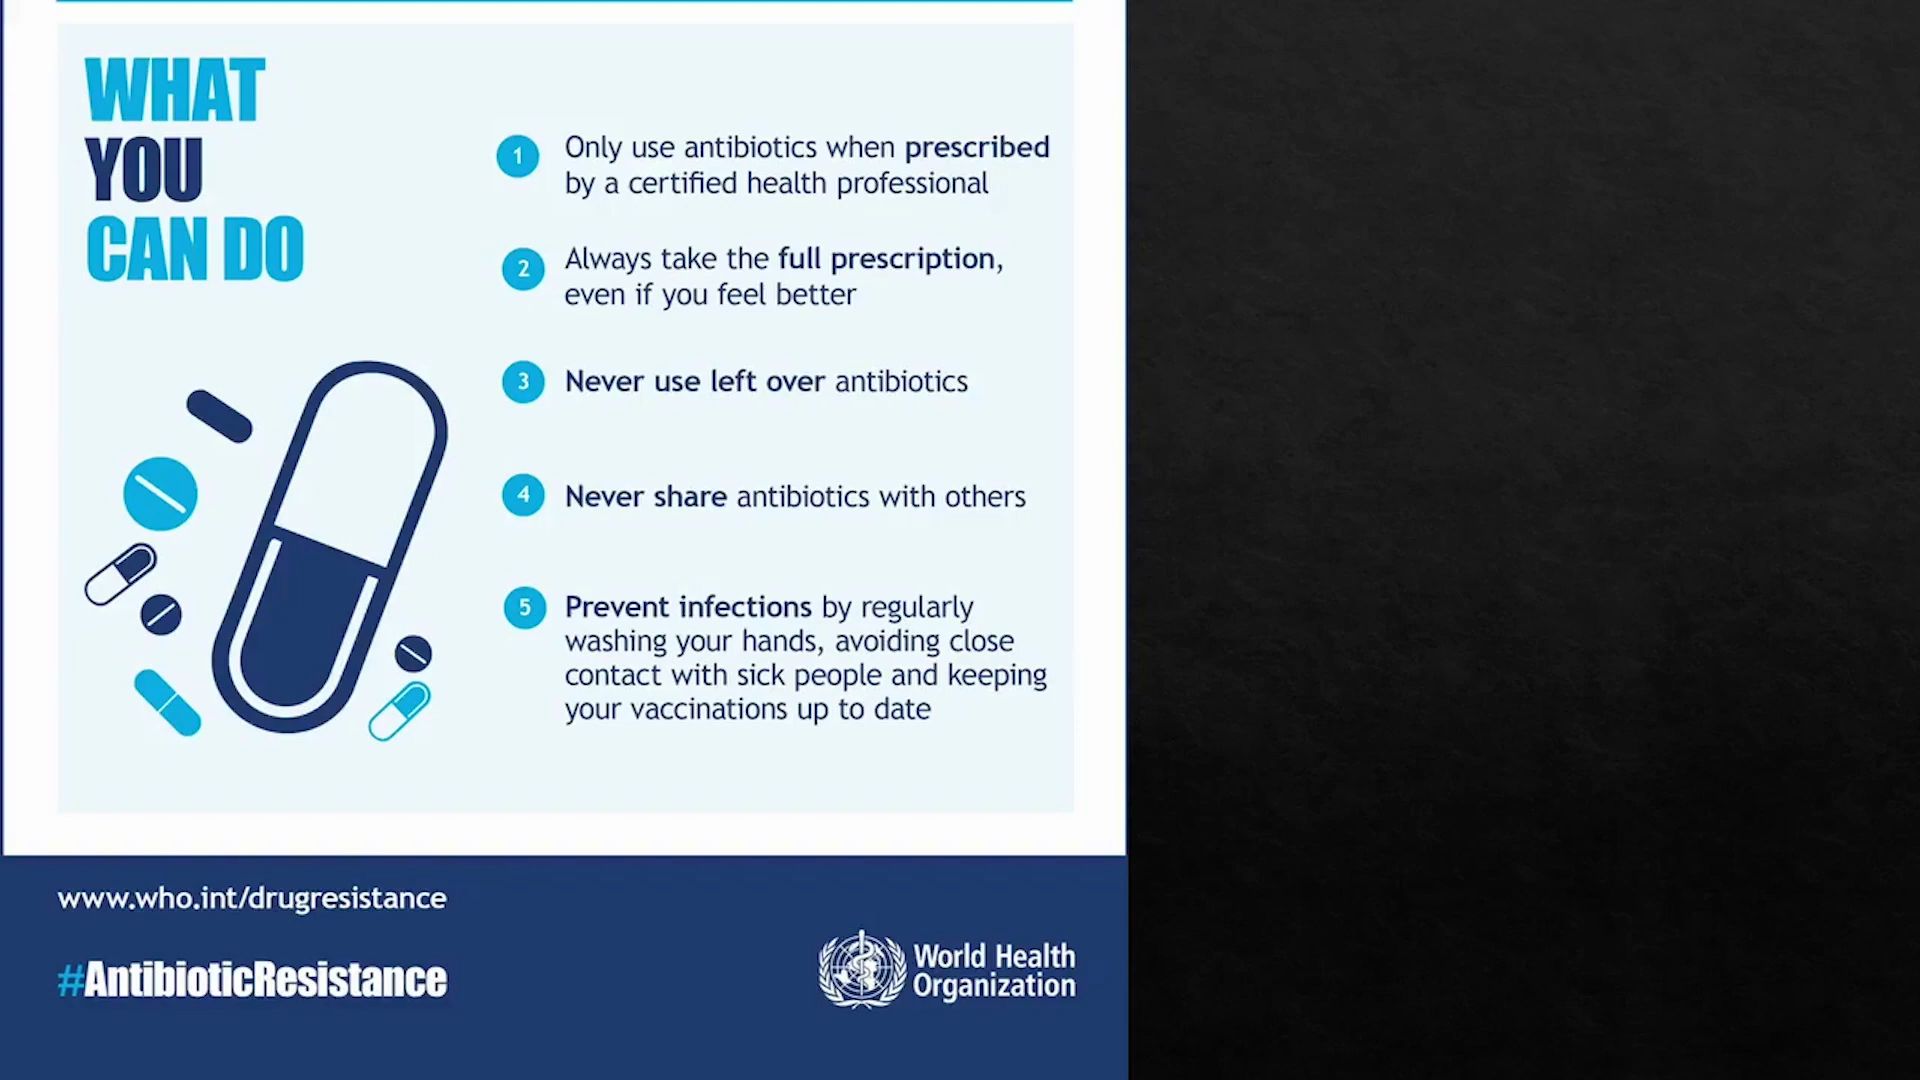 WHAT
YOU
CAN DO
1 Only use antibiotics when prescribed
by a certified health professional
2 Always take the full prescription,
even if you feel better
3 Never use left over antibiotics
4 Never share antibiotics with others
5 Prevent infections by regularly
washing your hands, avoiding close
contact with sick people and keeping
your vaccinations up to date
www.who.int/drugresistance
#AntibioticResistance
World Health
Organization